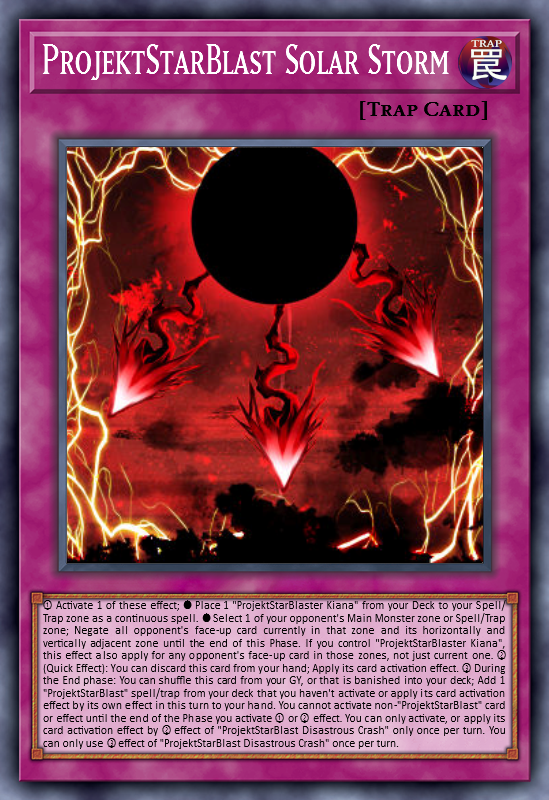 ProjektStarBlast Solar Storm
TRAP
罠
[Trap Card]
① Activate 1 of these effect; ● Place 1 "ProjektStarBlaster Kiana" from your Deck to your Spell/
Trap zone as a continuous spell. ● Select 1 of your opponent's Main Monster zone or Spell/Trap
zone; Negate all opponent's face-up card currently in that zone and its horizontally and
vertically adjacent zone until the end of this Phase. If you control "ProjektStarBlaster Kiana",
this effect also apply for any opponent's face-up card in those zones, not just current one. ②
(Quick Effect): You can discard this card from your hand; Apply its card activation effect. ② During
the End phase: You can shuffle this card from your GY, or that is banished into your deck; Add 1
"ProjektStarBlast" spell/trap from your deck that you haven't activate or apply its card activation
effect by its own effect in this turn to your hand. You cannot activate non-"ProjektStarBlast" card
or effect until the end of the Phase you activate ① or ② effect. You can only activate, or apply its
card activation effect by ② effect of "ProjektStarBlast Disastrous Crash" only once per turn. You
can only use ② effect of "ProjektStarBlast Disastrous Crash" once per turn.